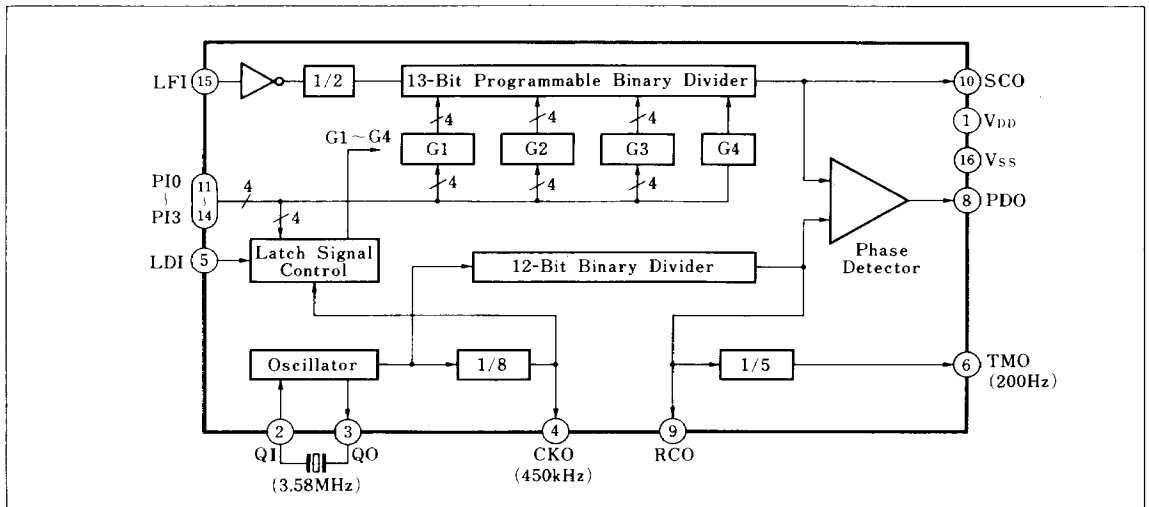 LFI 15 1/2 13-Bit Programmable Binary Divider 10 SCO
1 VDD
4 4 4
G1～G4
G1 G2 G3 G4
16 VSS
PI0
～
PI3
11
～
14
4 4 4 4
8 PDO
4
LDI 5
Latch Signal
Control
12-Bit Binary Divider
Phase
Detector
Oscillator 1/8 1/5 6 TMO
(200Hz)
2 3 4 9
QI QO CKO RCO
(3.58MHz) (450kHz)